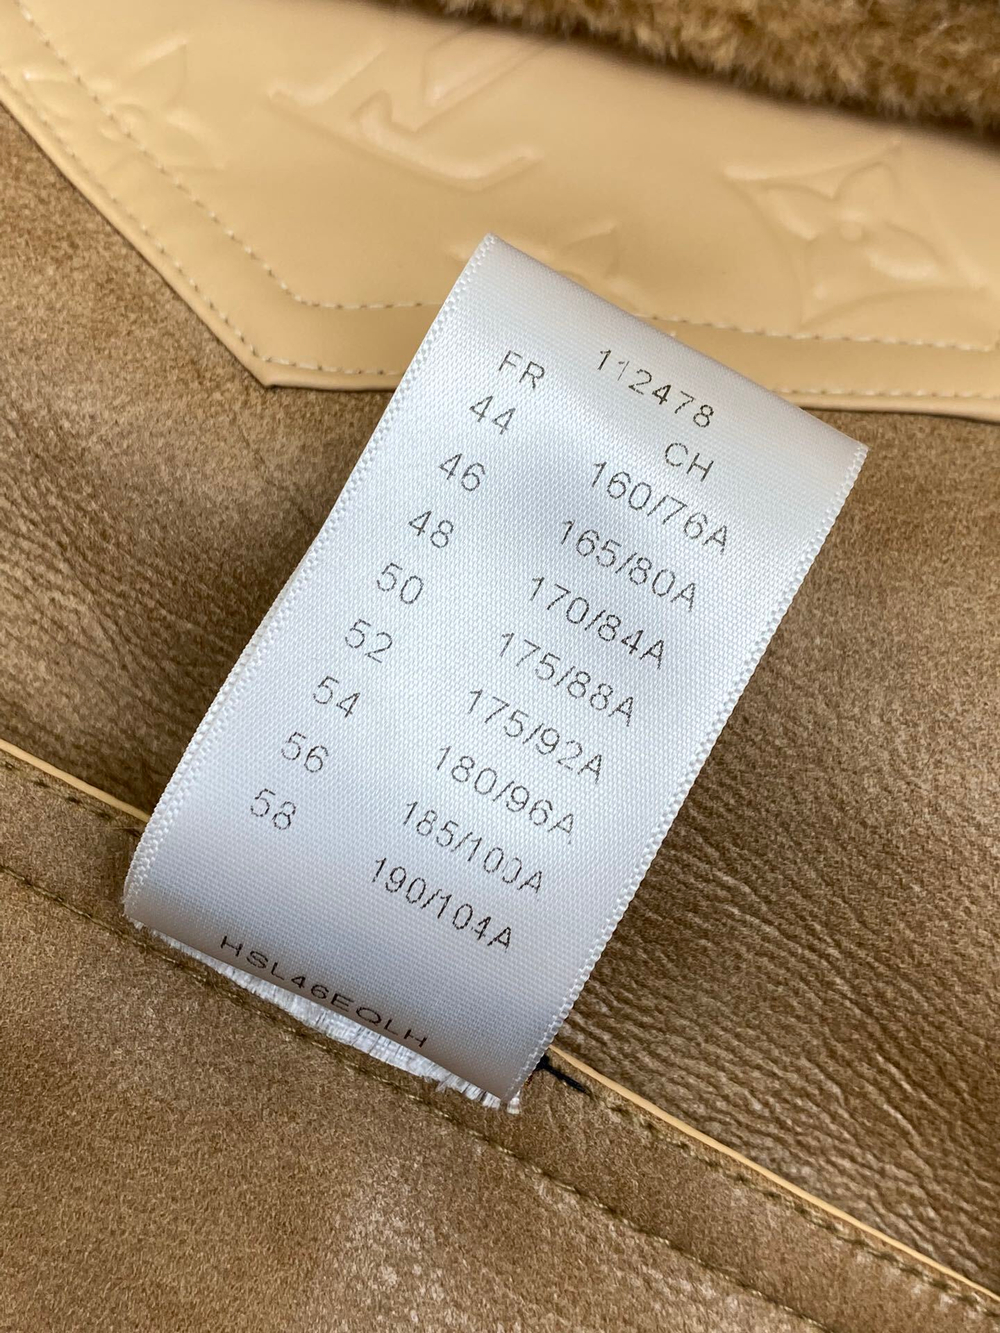 112478
FR CH
44 160/76A
46 165/80A
48 170/84A
50 175/88A
52 175/92A
54 180/96A
56 185/100A
58 190/104A
HSL46EQLH